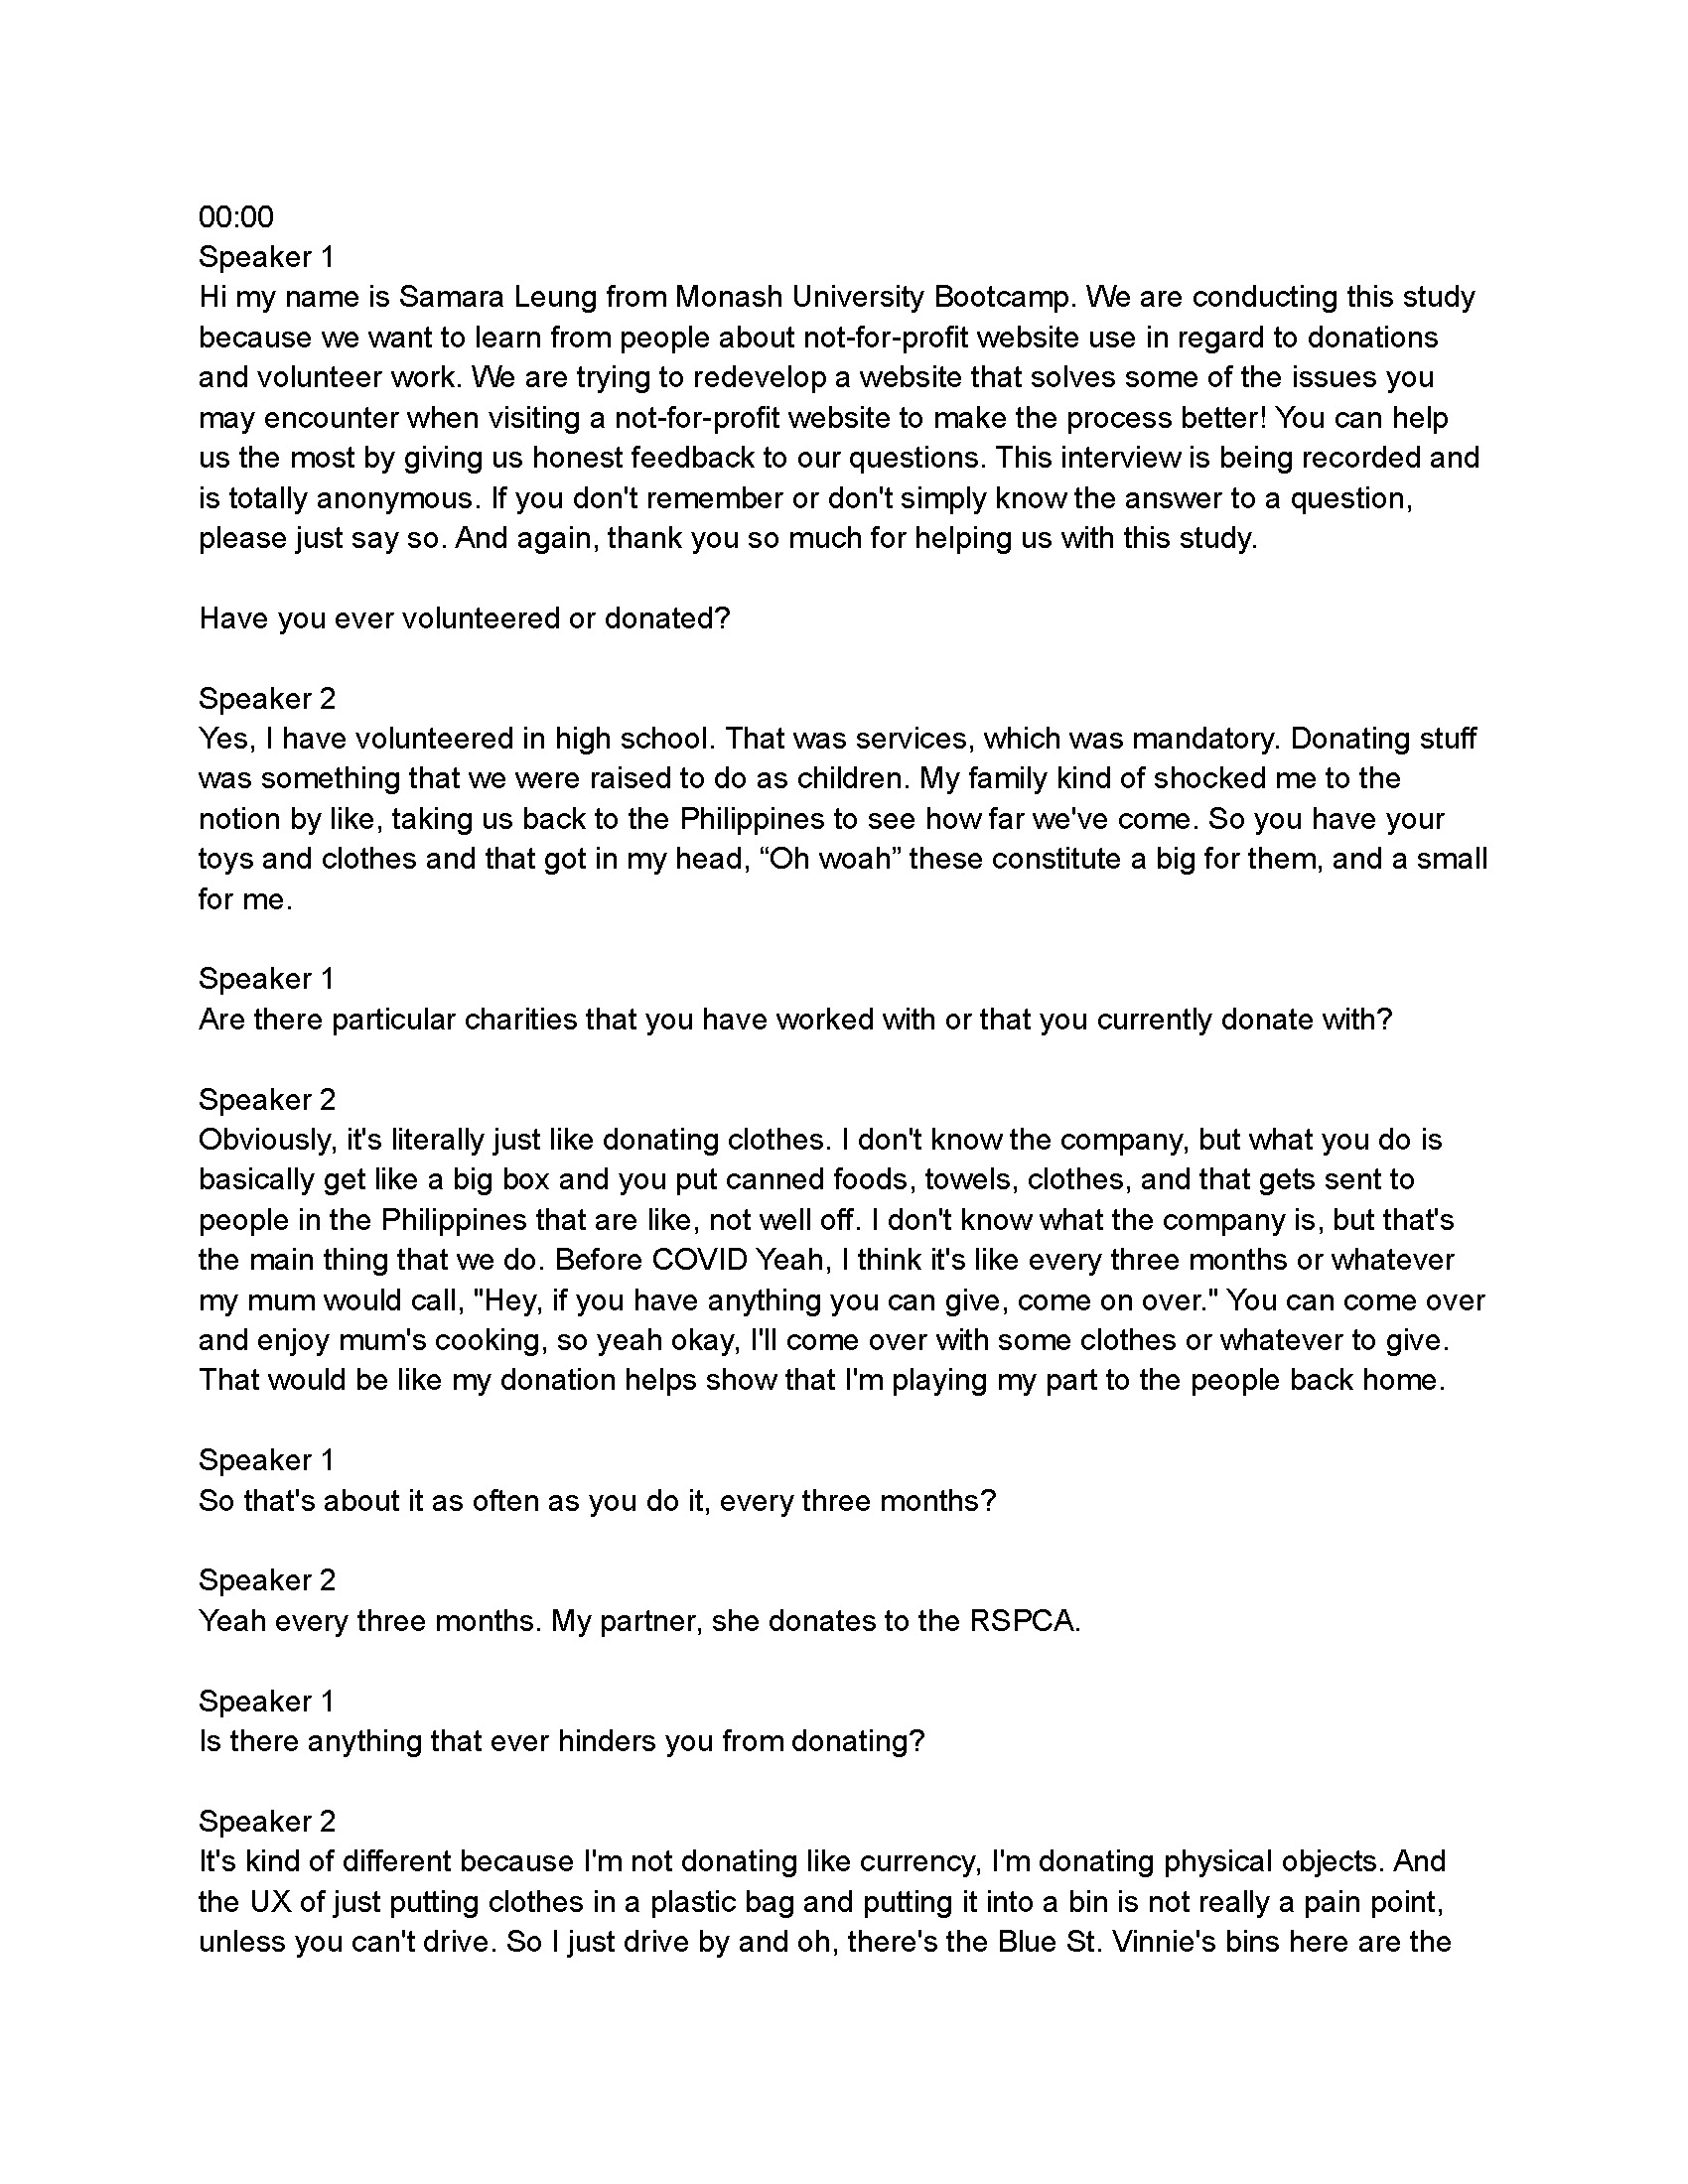 00:00
Speaker 1
Hi my name is Samara Leung from Monash University Bootcamp. We are conducting this study
because we want to learn from people about not-for-profit website use in regard to donations
and volunteer work. We are trying to redevelop a website that solves some of the issues you
may encounter when visiting a not-for-profit website to make the process better! You can help
us the most by giving us honest feedback to our questions. This interview is being recorded and
is totally anonymous. If you don't remember or don't simply know the answer to a question,
please just say so. And again, thank you so much for helping us with this study.
Have you ever volunteered or donated?
Speaker 2
Yes, I have volunteered in high school. That was services, which was mandatory. Donating stuff
was something that we were raised to do as children. My family kind of shocked me to the
notion by like, taking us back to the Philippines to see how far we've come. So you have your
toys and clothes and that got in my head, “Oh woah” these constitute a big for them, and a small
for me.
Speaker 1
Are there particular charities that you have worked with or that you currently donate with?
Speaker 2
Obviously, it's literally just like donating clothes. I don't know the company, but what you do is
basically get like a big box and you put canned foods, towels, clothes, and that gets sent to
people in the Philippines that are like, not well off. I don't know what the company is, but that's
the main thing that we do. Before COVID Yeah, I think it's like every three months or whatever
my mum would call, "Hey, if you have anything you can give, come on over." You can come over
and enjoy mum's cooking, so yeah okay, I'll come over with some clothes or whatever to give.
That would be like my donation helps show that I'm playing my part to the people back home.
Speaker 1
So that's about it as often as you do it, every three months?
Speaker 2
Yeah every three months. My partner, she donates to the RSPCA.
Speaker 1
Is there anything that ever hinders you from donating?
Speaker 2
It's kind of different because I'm not donating like currency, I'm donating physical objects. And
the UX of just putting clothes in a plastic bag and putting it into a bin is not really a pain point,
unless you can't drive. So I just drive by and oh, there's the Blue St. Vinnie's bins here are the